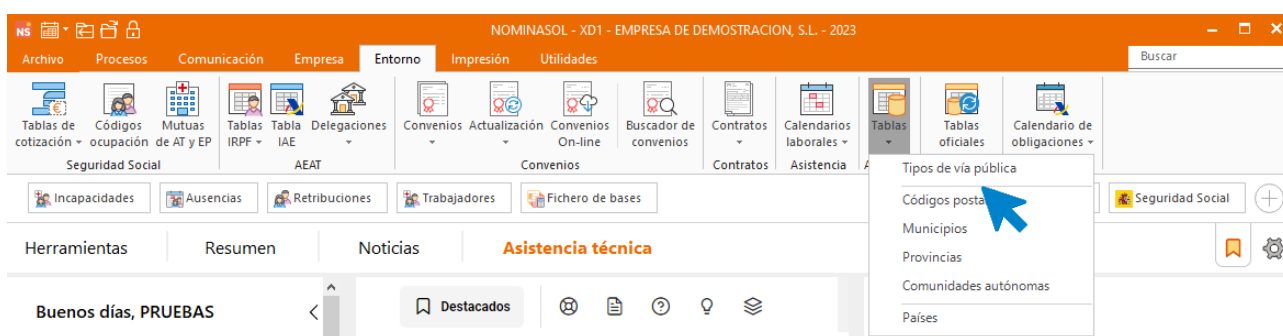 NS
NOMINASOL - XD1 - EMPRESA DE DEMOSTRACION, S.L. - 2023
Archivo Procesos Comunicación Empresa Entorno Impresión Utilidades Buscar
Tablas de Códigos Mutuas Tablas Tabla Delegaciones Convenios Actualización Convenios Buscador de Contratos Calendarios Tablas Tablas Calendario de
cotización ocupación de AT y EP IRPF IAE On-line convenios laborales oficiales obligaciones
Seguridad Social AEAT Convenios Contratos Asistencia
Tipos de vía pública
Incapacidades Ausencias Retribuciones Trabajadores Fichero de bases Seguridad Social
Códigos posta
Municipios
Herramientas Resumen Noticias Asistencia técnica
Provincias
Comunidades autónomas
Buenos días, PRUEBAS Destacados
Países